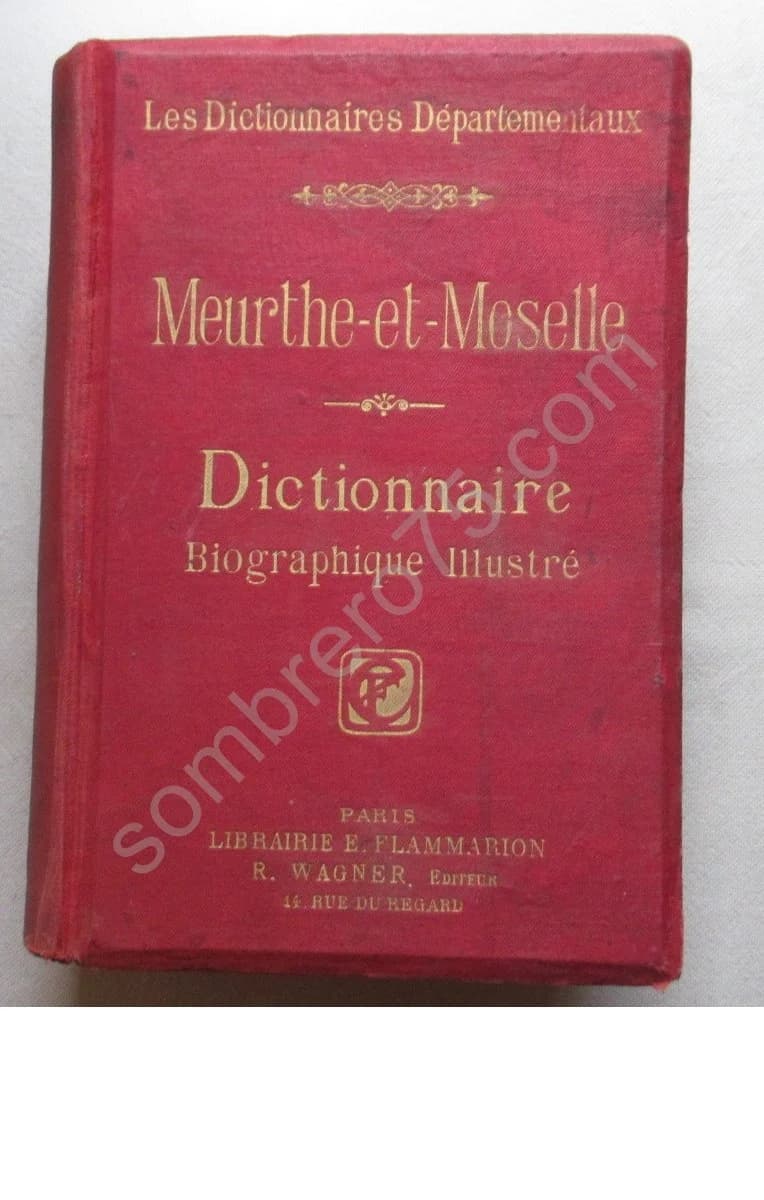 Les Dictionnaires Départementaux
Meurthe-et-Moselle
Dictionnaire
Biographique Illustré
PARIS
LIBRAIRIE E. FLAMMARION
R. WAGNER, EDITEUR
14. RUE DU REGARD
sombrero75.com